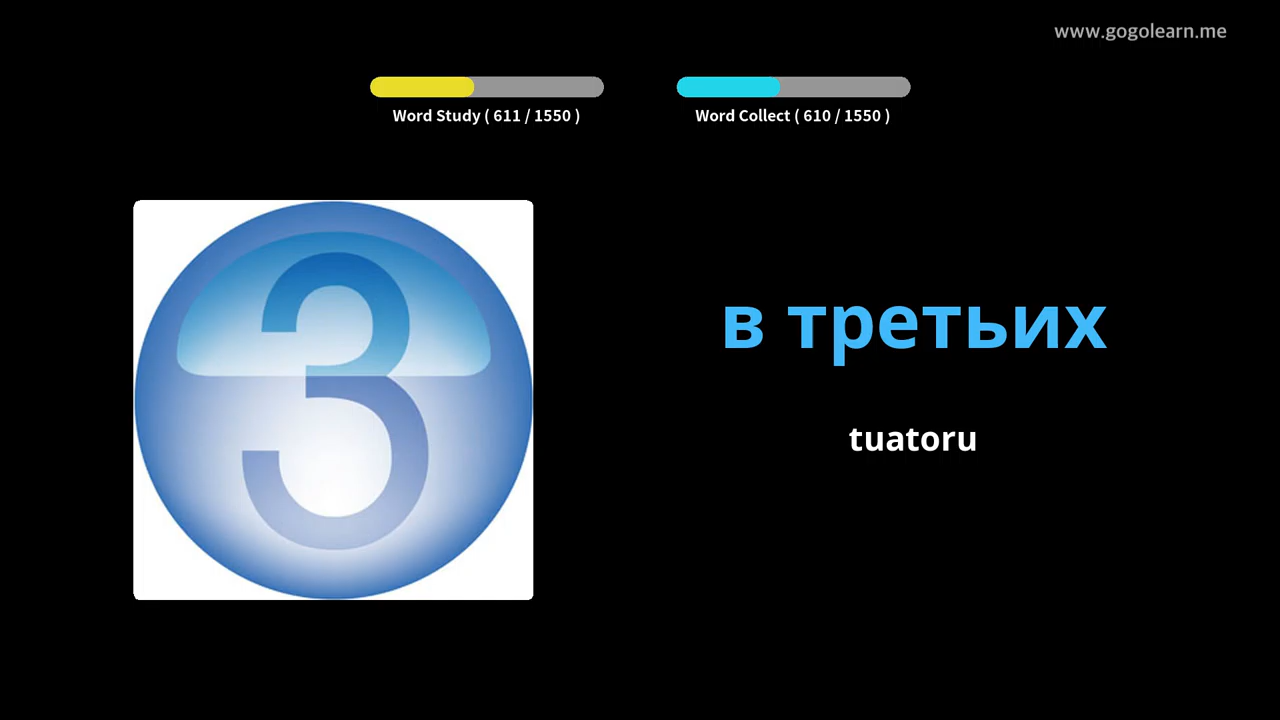 www.gogolearn.me
Word Study ( 611 / 1550 )
Word Collect ( 610 / 1550 )
3
в третьих
tuatoru